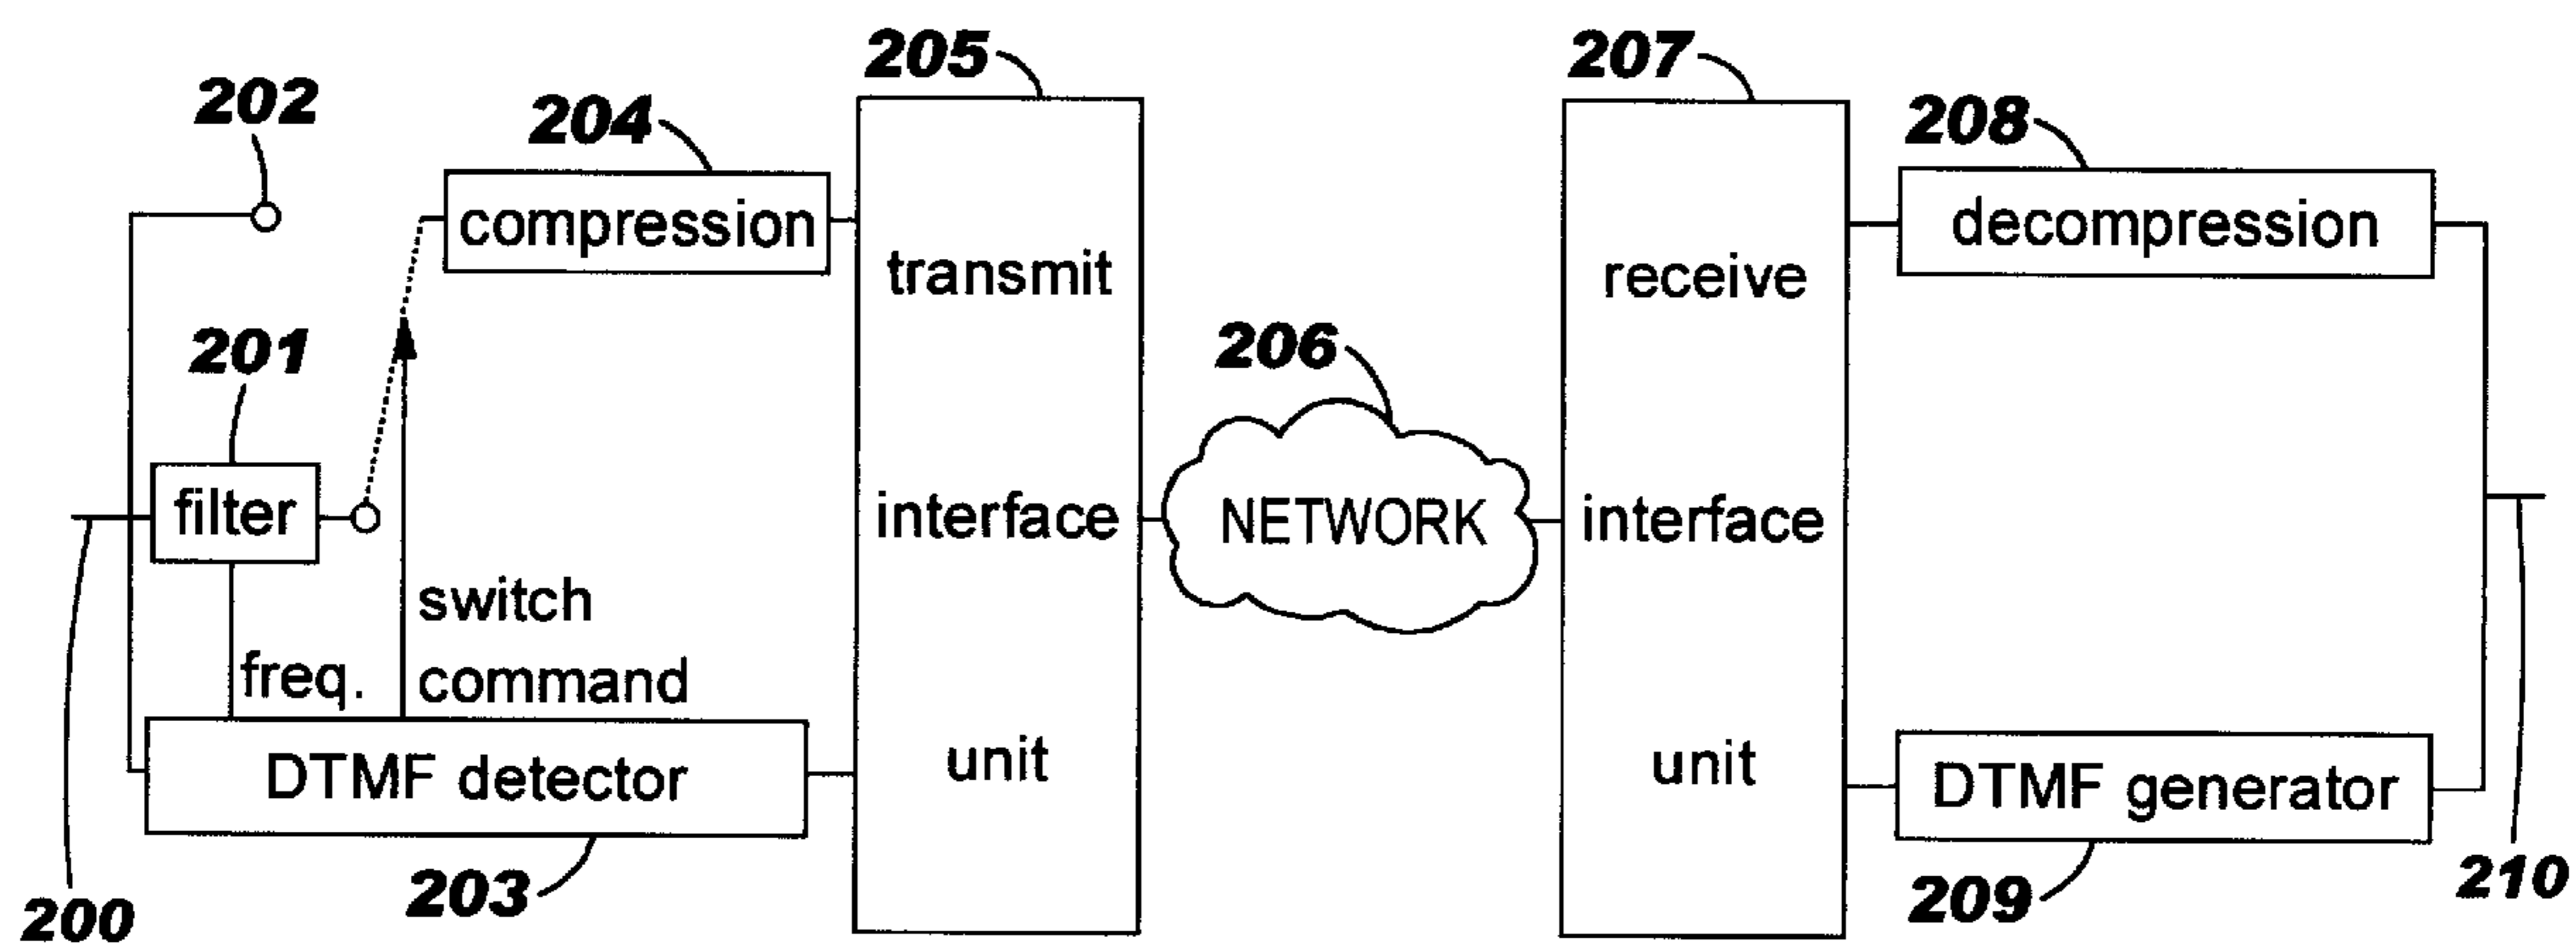 205
207
202
204
208
compression
decompression
transmit
receive
201
206
filter
interface
NETWORK
interface
switch
freq.
command
DTMF detector
unit
unit
DTMF generator
203
209
210
200